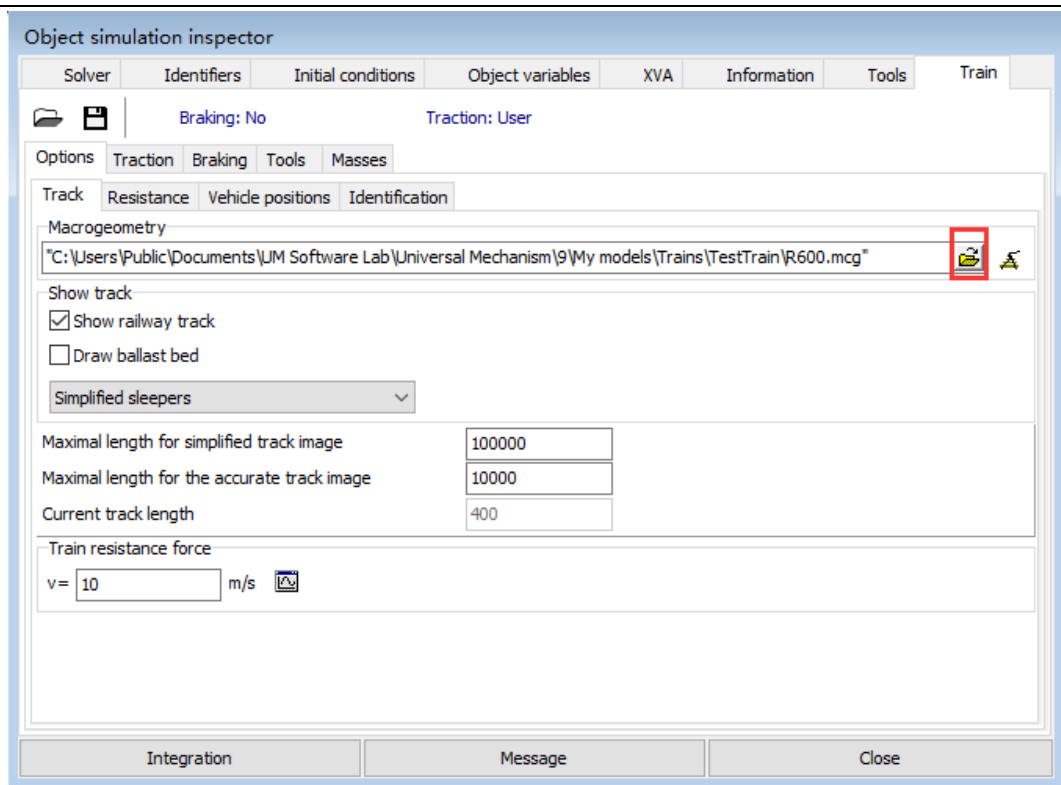 Object simulation inspector
Solver Identifiers Initial conditions Object variables XVA Information Tools Train
Braking: No Traction: User
Options Traction Braking Tools Masses
Track Resistance Vehicle positions Identification
Macrogeometry
"C:\Users\Public\Documents\UM Software Lab\Universal Mechanism\9\My models\Trains\TestTrain\R600.mcg"
Show track
Show railway track
Draw ballast bed
Simplified sleepers
Maximal length for simplified track image 100000
Maximal length for the accurate track image 10000
Current track length 400
Train resistance force
v= 10 m/s
Integration Message Close